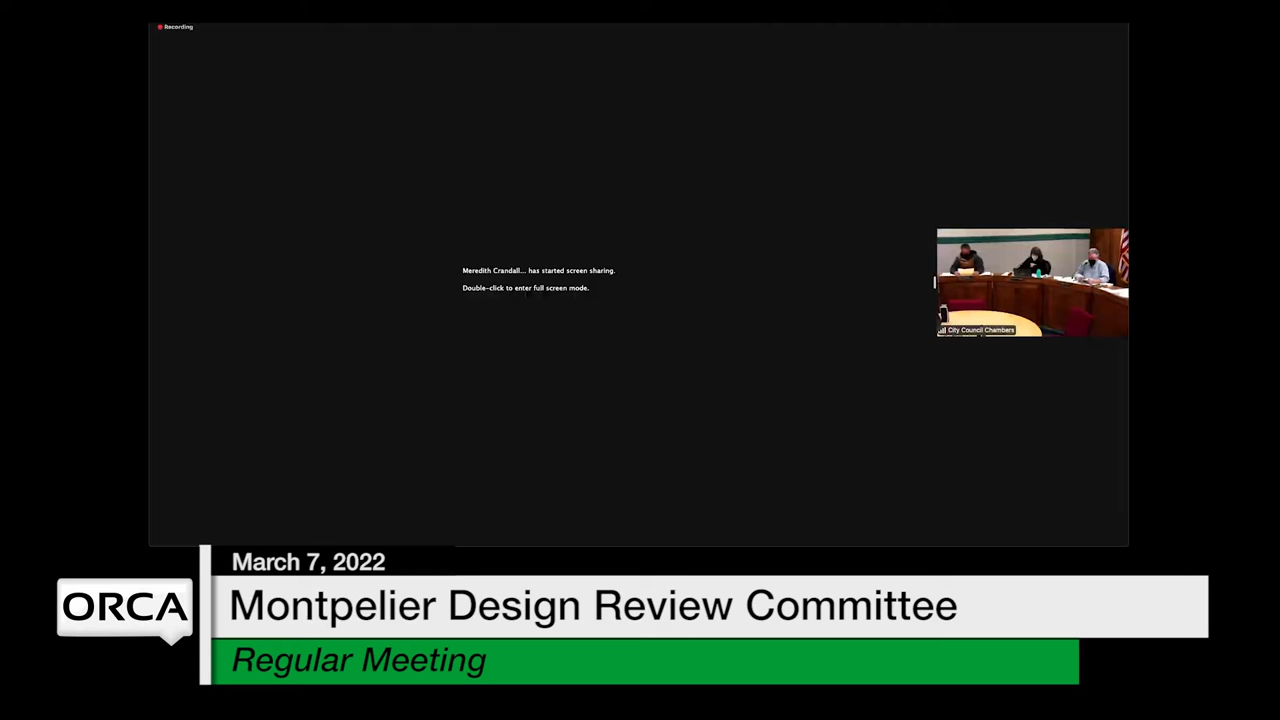 Recording
Meredith Crandall... has started screen sharing.
Double-click to enter full screen mode.
City Council Chambers
March 7, 2022
ORCA
Montpelier Design Review Committee
Regular Meeting